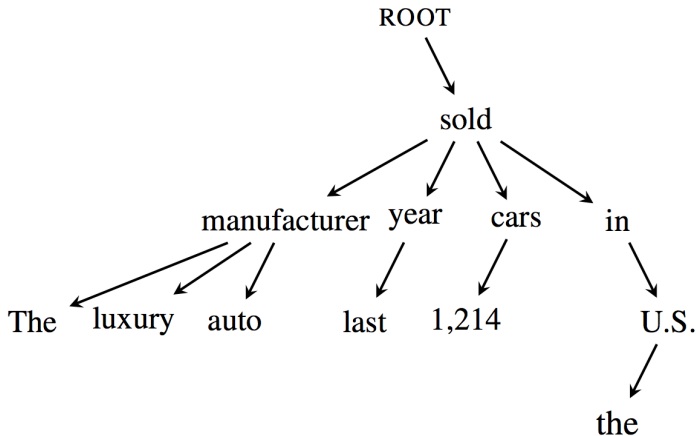 ROOT
sold
manufacturer year cars in
The luxury auto last 1,214 U.S.
the